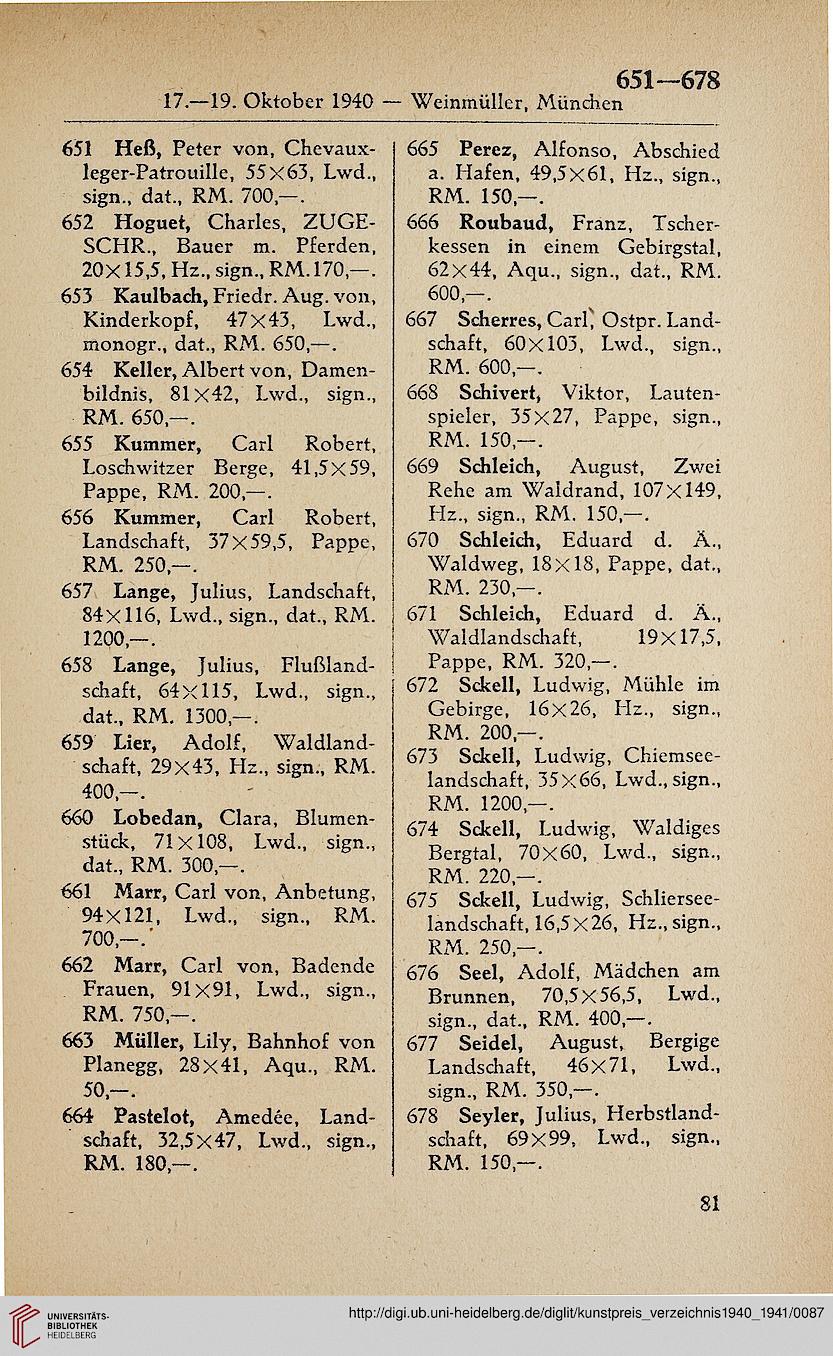 651—678
17.—19. Oktober 1940 — Weinmüller, München
651 Heß, Peter von, Chevaux-
leger-Patrouille, 55×63, Lwd.,
sign., dat., RM. 700,—.
652 Hoguet, Charles, ZUGE-
SCHR., Bauer m. Pferden,
20×15,5, Hz., sign., RM. 170,—.
653 Kaulbach, Friedr. Aug. von,
Kinderkopf, 47×43, Lwd.,
monogr., dat., RM. 650,—.
654 Keller, Albert von, Damen-
bildnis, 81×42, Lwd., sign.,
RM. 650,—.
655 Kummer, Carl Robert,
Loschwitzer Berge, 41,5×59,
Pappe, RM. 200,—.
656 Kummer, Carl Robert,
Landschaft, 37×59,5, Pappe,
RM. 250,—.
657 Lange, Julius, Landschaft,
84×116, Lwd., sign., dat., RM.
1200,—.
658 Lange, Julius, Flußland-
schaft, 64×115, Lwd., sign.,
dat., RM. 1300,—.
659 Lier, Adolf, Waldland-
schaft, 29×43, Hz., sign., RM.
400,—.
660 Lobedan, Clara, Blumen-
stück, 71×108, Lwd., sign.,
dat., RM. 300,—.
661 Marr, Carl von, Anbetung,
94×121, Lwd., sign., RM.
700,—.
662 Marr, Carl von, Badende
Frauen, 91×91, Lwd., sign.,
RM. 750,—.
663 Müller, Lily, Bahnhof von
Planegg, 28×41, Aqu., RM.
50,—.
664 Pastelot, Amedée, Land-
schaft, 32,5×47, Lwd., sign.,
RM. 180,—.
665 Perez, Alfonso, Abschied
a. Hafen, 49,5×61, Hz., sign.,
RM. 150,—.
666 Roubaud, Franz, Tscher-
kessen in einem Gebirgstal,
62×44, Aqu., sign., dat., RM.
600,—.
667 Scherres, Carl, Ostpr. Land-
schaft, 60×103, Lwd., sign.,
RM. 600,—.
668 Schivert, Viktor, Lauten-
spieler, 35×27, Pappe, sign.,
RM. 150,—.
669 Schleich, August, Zwei
Rehe am Waldrand, 107×149,
Hz., sign., RM. 150,—.
670 Schleich, Eduard d. Ä.,
Waldweg, 18×18, Pappe, dat.,
RM. 230,—.
671 Schleich, Eduard d. Ä.,
Waldlandschaft, 19×17,5,
Pappe, RM. 320,—.
672 Sckell, Ludwig, Mühle im
Gebirge, 16×26, Hz., sign.,
RM. 200,—.
673 Sckell, Ludwig, Chiemsee-
landschaft, 35×66, Lwd., sign.,
RM. 1200,—.
674 Sckell, Ludwig, Waldiges
Bergtal, 70×60, Lwd., sign.,
RM. 220,—.
675 Sckell, Ludwig, Schliersee-
landschaft, 16,5×26, Hz., sign.,
RM. 250,—.
676 Seel, Adolf, Mädchen am
Brunnen, 70,5×56,5, Lwd.,
sign., dat., RM. 400,—.
677 Seidel, August, Bergige
Landschaft, 46×71, Lwd.,
sign., RM. 350,—.
678 Seyler, Julius, Herbstland-
schaft, 69×99, Lwd., sign.,
RM. 150,—.
81
UNIVERSITÄTS-
BIBLIOTHEK
HEIDELBERG
http://digi.ub.uni-heidelberg.de/diglit/kunstpreis_verzeichnis1940_1941/0087